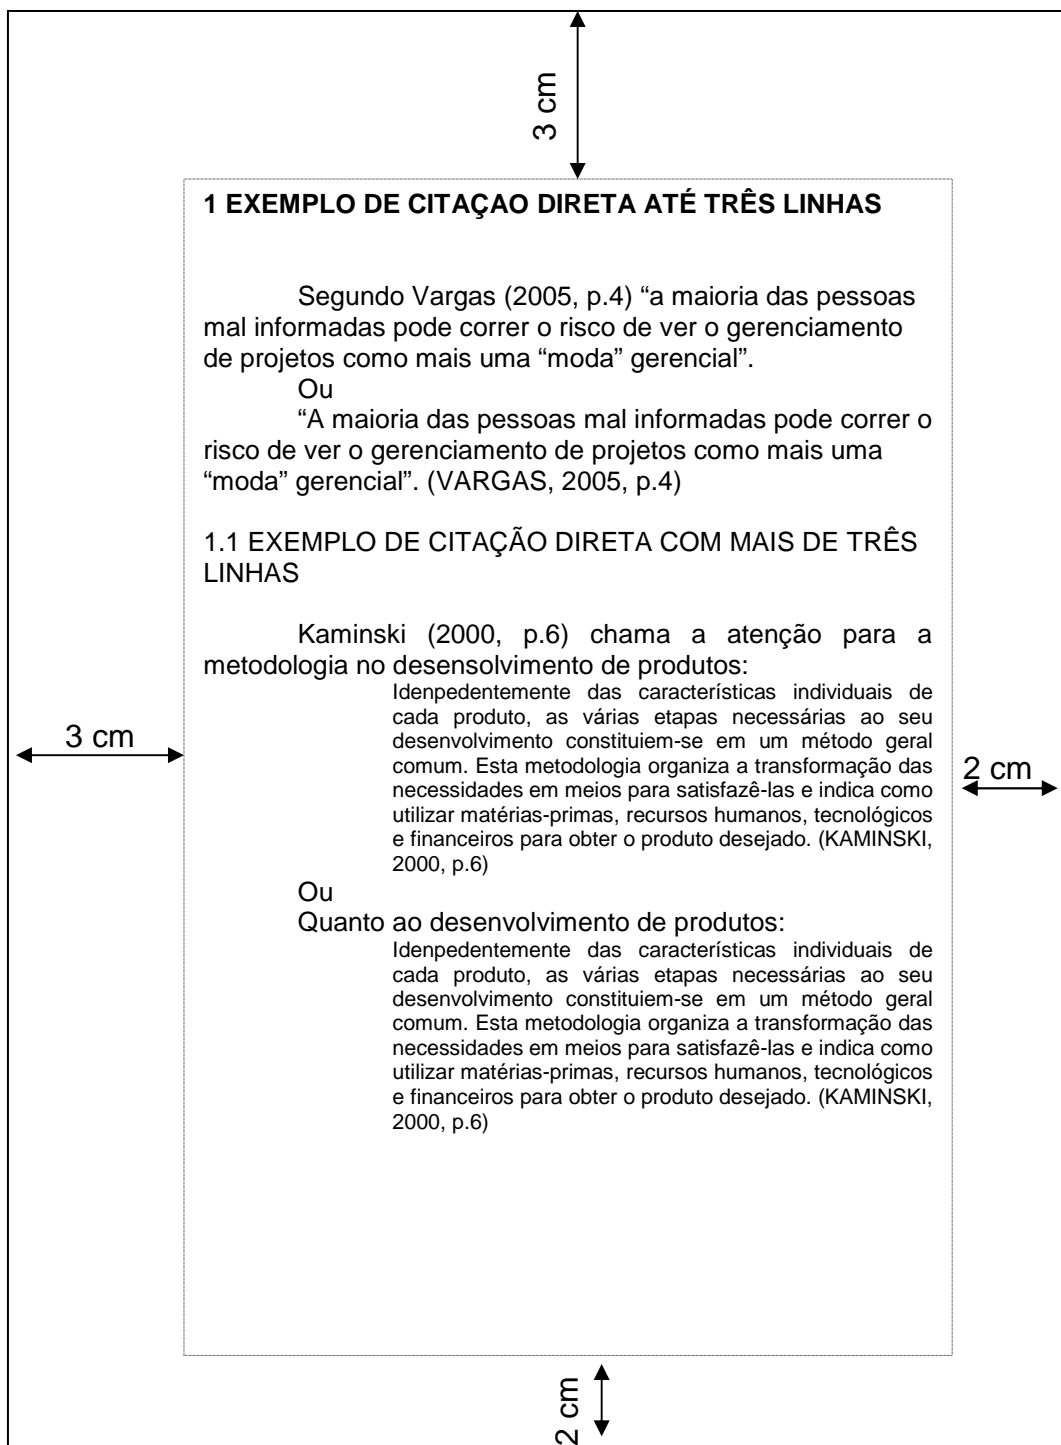 3 cm
1 EXEMPLO DE CITAÇAO DIRETA ATÉ TRÊS LINHAS
Segundo Vargas (2005, p.4) “a maioria das pessoas
mal informadas pode correr o risco de ver o gerenciamento
de projetos como mais uma “moda” gerencial”.
Ou
“A maioria das pessoas mal informadas pode correr o
risco de ver o gerenciamento de projetos como mais uma
“moda” gerencial”. (VARGAS, 2005, p.4)
1.1 EXEMPLO DE CITAÇÃO DIRETA COM MAIS DE TRÊS
LINHAS
Kaminski (2000, p.6) chama a atenção para a
metodologia no desensolvimento de produtos:
Idenpedentemente das características individuais de
cada produto, as várias etapas necessárias ao seu
desenvolvimento constituiem-se em um método geral
comum. Esta metodologia organiza a transformação das
necessidades em meios para satisfazê-las e indica como
utilizar matérias-primas, recursos humanos, tecnológicos
e financeiros para obter o produto desejado. (KAMINSKI,
2000, p.6)
3 cm
2 cm
Ou
Quanto ao desenvolvimento de produtos:
Idenpedentemente das características individuais de
cada produto, as várias etapas necessárias ao seu
desenvolvimento constituiem-se em um método geral
comum. Esta metodologia organiza a transformação das
necessidades em meios para satisfazê-las e indica como
utilizar matérias-primas, recursos humanos, tecnológicos
e financeiros para obter o produto desejado. (KAMINSKI,
2000, p.6)
2 cm